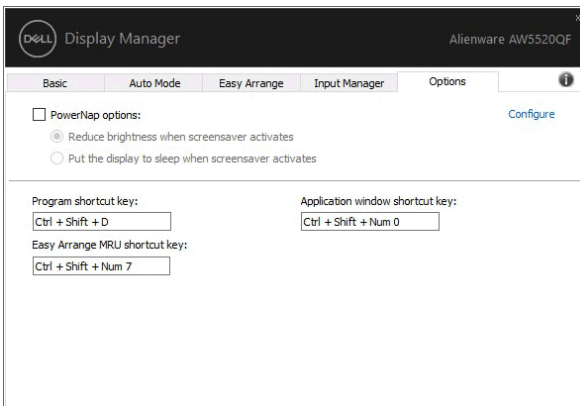 DELL Display Manager
Alienware AW5520QF
Basic
Auto Mode
Easy Arrange
Input Manager
Options
PowerNap options:
Configure
Reduce brightness when screensaver activates
Put the display to sleep when screensaver activates
Program shortcut key:
Application window shortcut key:
Ctrl + Shift + D
Ctrl + Shift + Num 0
Easy Arrange MRU shortcut key:
Ctrl + Shift + Num 7